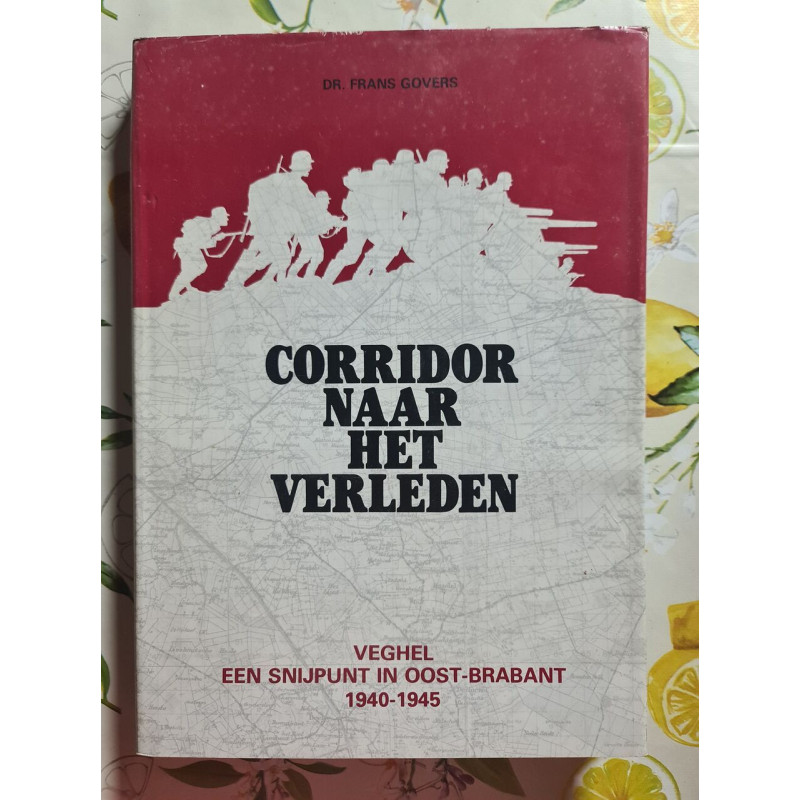 DR. FRANS GOVERS
CORRIDOR
NAAR
HET
VERLEDEN
VEGHEL
EEN SNIJPUNT IN OOST-BRABANT
1940-1945